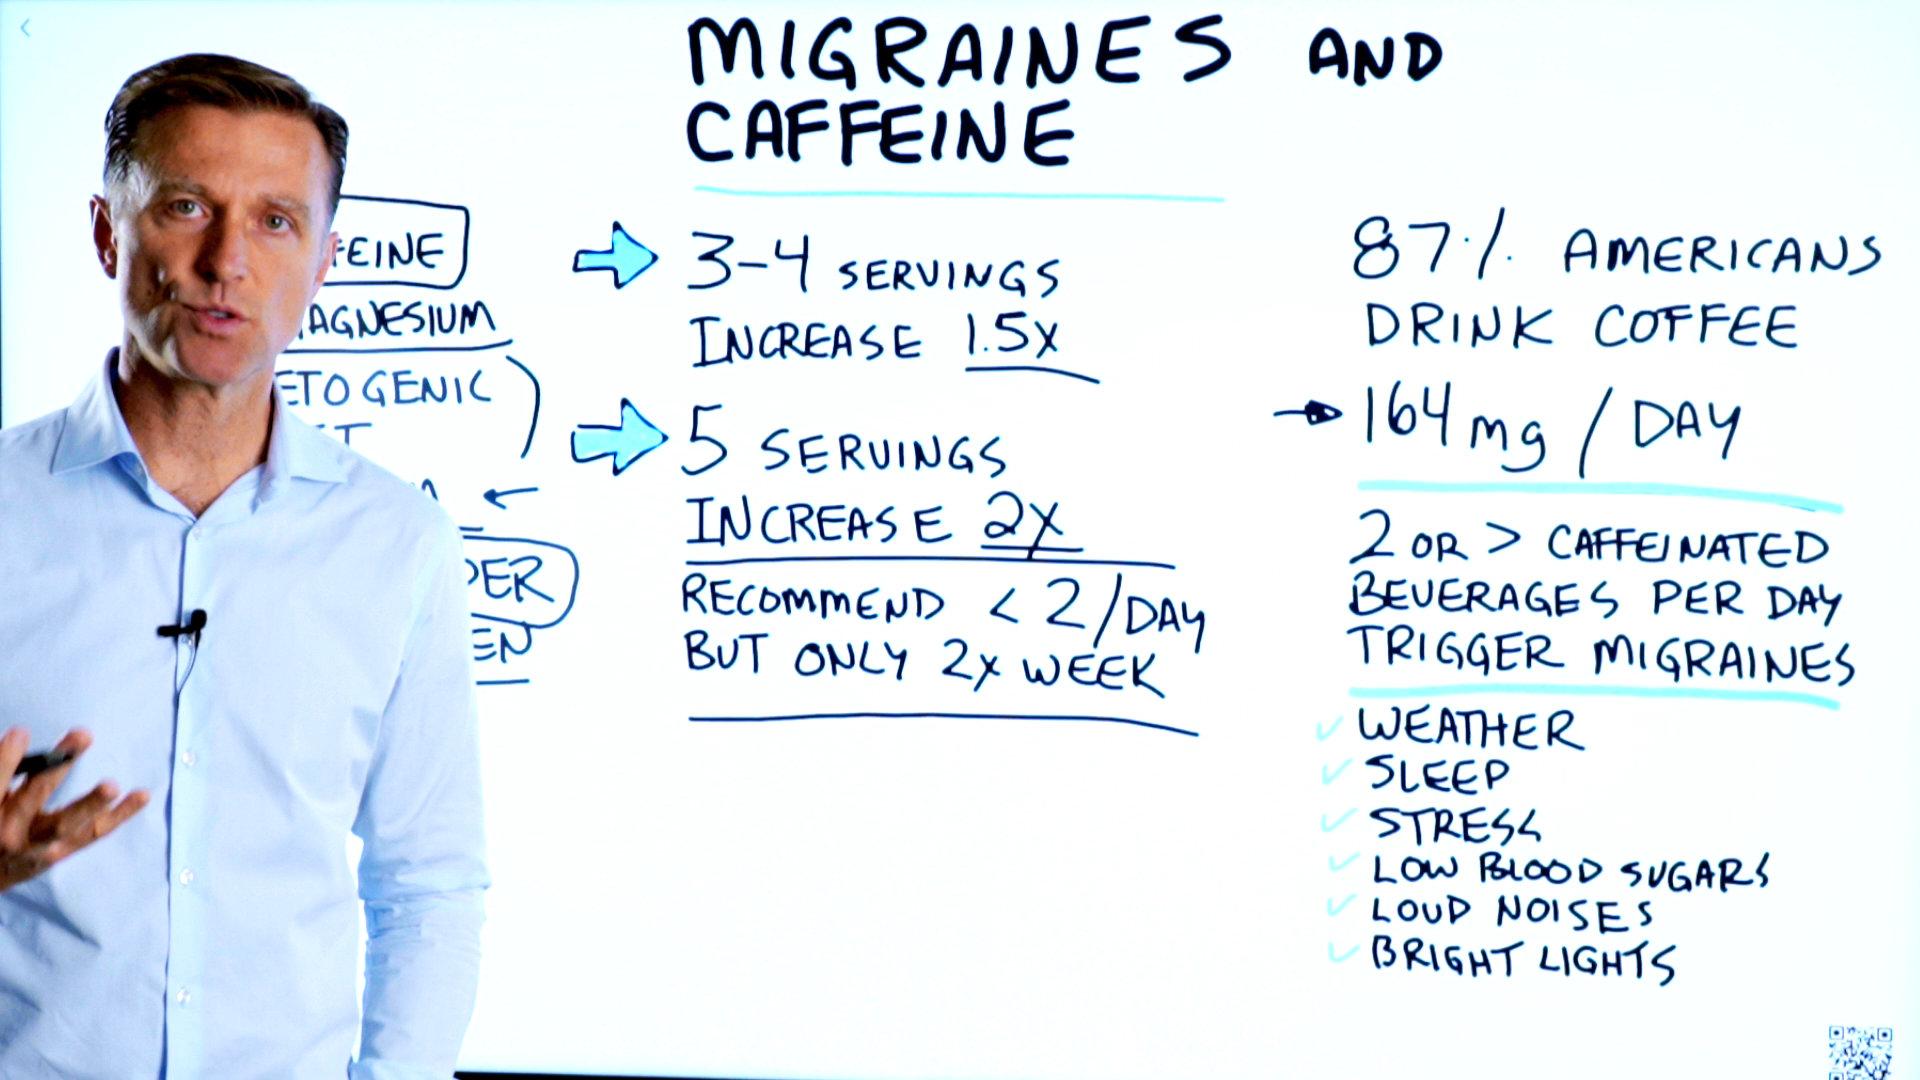 MIGRAINES AND
CAFFEINE
FEINE
AGNESIUM
ETOGENIC
ER
EN
3-4 SERVINGS
INCREASE 1.5X
5 SERVINGS
INCREASE 2X
RECOMMEND < 2/DAY
BUT ONLY 2X WEEK
87% AMERICANS
DRINK COFFEE
164mg / DAY
2 OR > CAFFEINATED
BEVERAGES PER DAY
TRIGGER MIGRAINES
✓ WEATHER
✓ SLEEP
✓ STRESS
✓ LOW BLOOD SUGARS
✓ LOUD NOISES
✓ BRIGHT LIGHTS